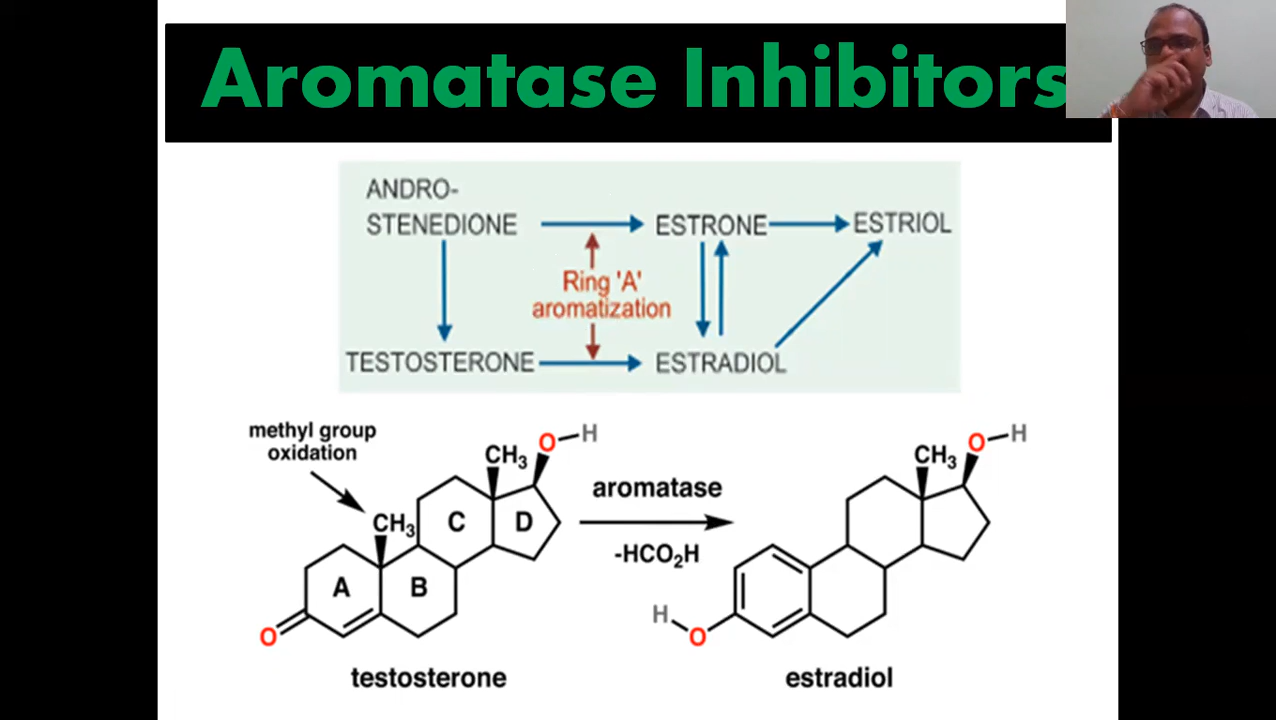 Aromatase Inhibitors
ANDRO-
STENEDIONE
ESTRONE
ESTRIOL
Ring 'A'
aromatization
TESTOSTERONE
ESTRADIOL
methyl group
oxidation
CH3
O
H
CH3
A
B
C
D
O
testosterone
aromatase
-HCO2H
CH3
O
H
H
O
estradiol